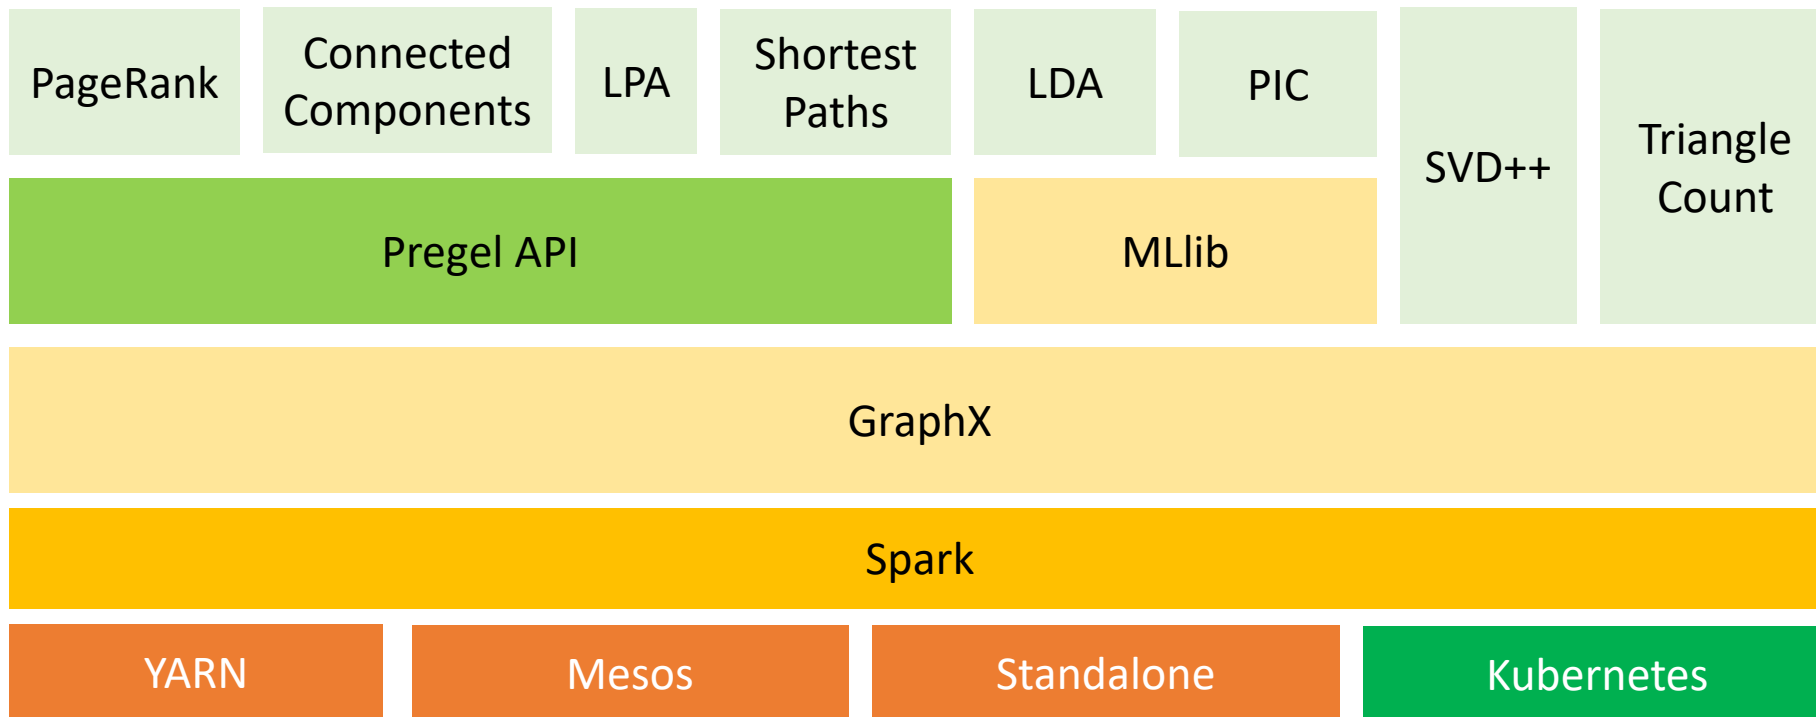 PageRank
Connected
Components
LPA
Shortest
Paths
LDA
PIC
SVD++
Triangle
Count
Pregel API
MLlib
GraphX
Spark
YARN
Mesos
Standalone
Kubernetes